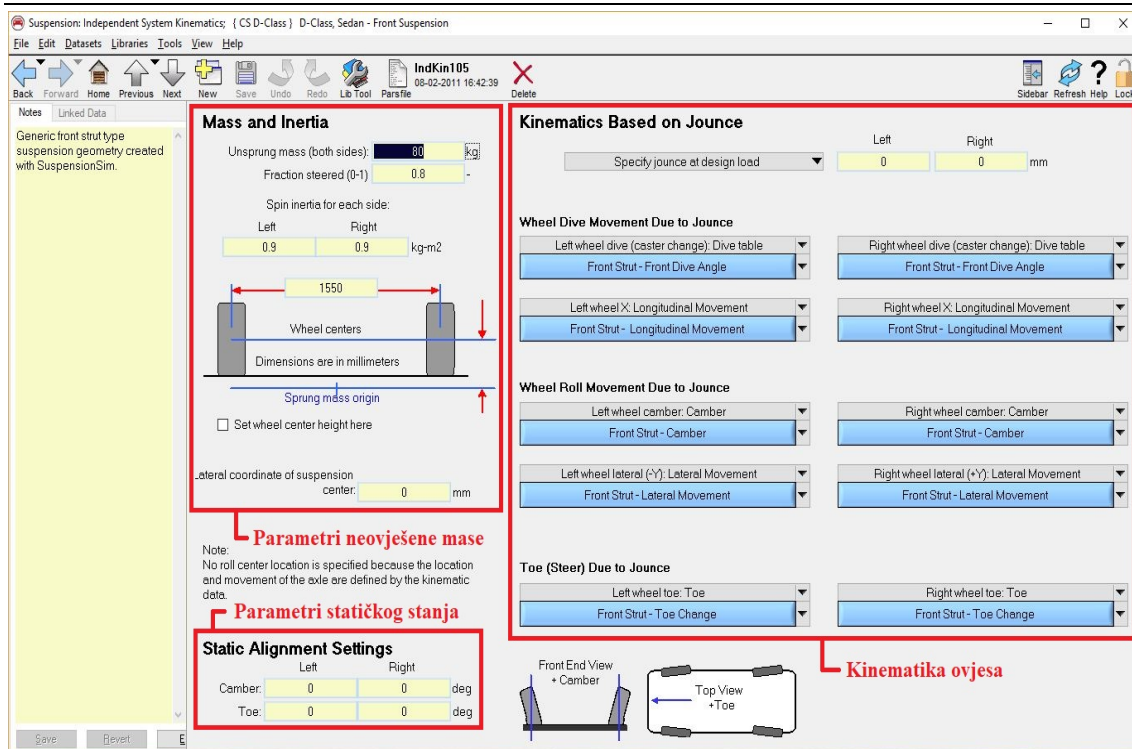 Suspension: Independent System Kinematics; { CS D-Class } D-Class, Sedan - Front Suspension
File Edit Datasets Libraries Tools View Help
Back Forward Home Previous Next New Save Undo Redo Lib Tool Parsfile
IndKin105
08-02-2011 16:42:39
Delete
Sidebar Refresh Help Lock
Notes Linked Data
Generic front strut type
suspension geometry created
with SuspensionSim.
Save Revert E
Mass and Inertia
Unsprung mass (both sides): 80 kg
Fraction steered (0-1) 0.8 -
Spin inertia for each side:
Left Right
0.9 0.9 kg-m2
1550
Wheel centers
Dimensions are in millimeters
Sprung mass origin
Set wheel center height here
Lateral coordinate of suspension
center: 0 mm
Parametri neovješene mase
Note:
No roll center location is specified because the location
and movement of the axle are defined by the kinematic
data.
Parametri statičkog stanja
Static Alignment Settings
Left Right
Camber: 0 0 deg
Toe: 0 0 deg
Kinematics Based on Jounce
Left Right
Specify jounce at design load 0 0 mm
Wheel Dive Movement Due to Jounce
Left wheel dive (caster change): Dive table Right wheel dive (caster change): Dive table
Front Strut - Front Dive Angle Front Strut - Front Dive Angle
Left wheel X: Longitudinal Movement Right wheel X: Longitudinal Movement
Front Strut - Longitudinal Movement Front Strut - Longitudinal Movement
Wheel Roll Movement Due to Jounce
Left wheel camber: Camber Right wheel camber: Camber
Front Strut - Camber Front Strut - Camber
Left wheel lateral (-Y): Lateral Movement Right wheel lateral (+Y): Lateral Movement
Front Strut - Lateral Movement Front Strut - Lateral Movement
Toe (Steer) Due to Jounce
Left wheel toe: Toe Right wheel toe: Toe
Front Strut - Toe Change Front Strut - Toe Change
Kinematika ovjesa
Front End View
+ Camber
Top View
+Toe